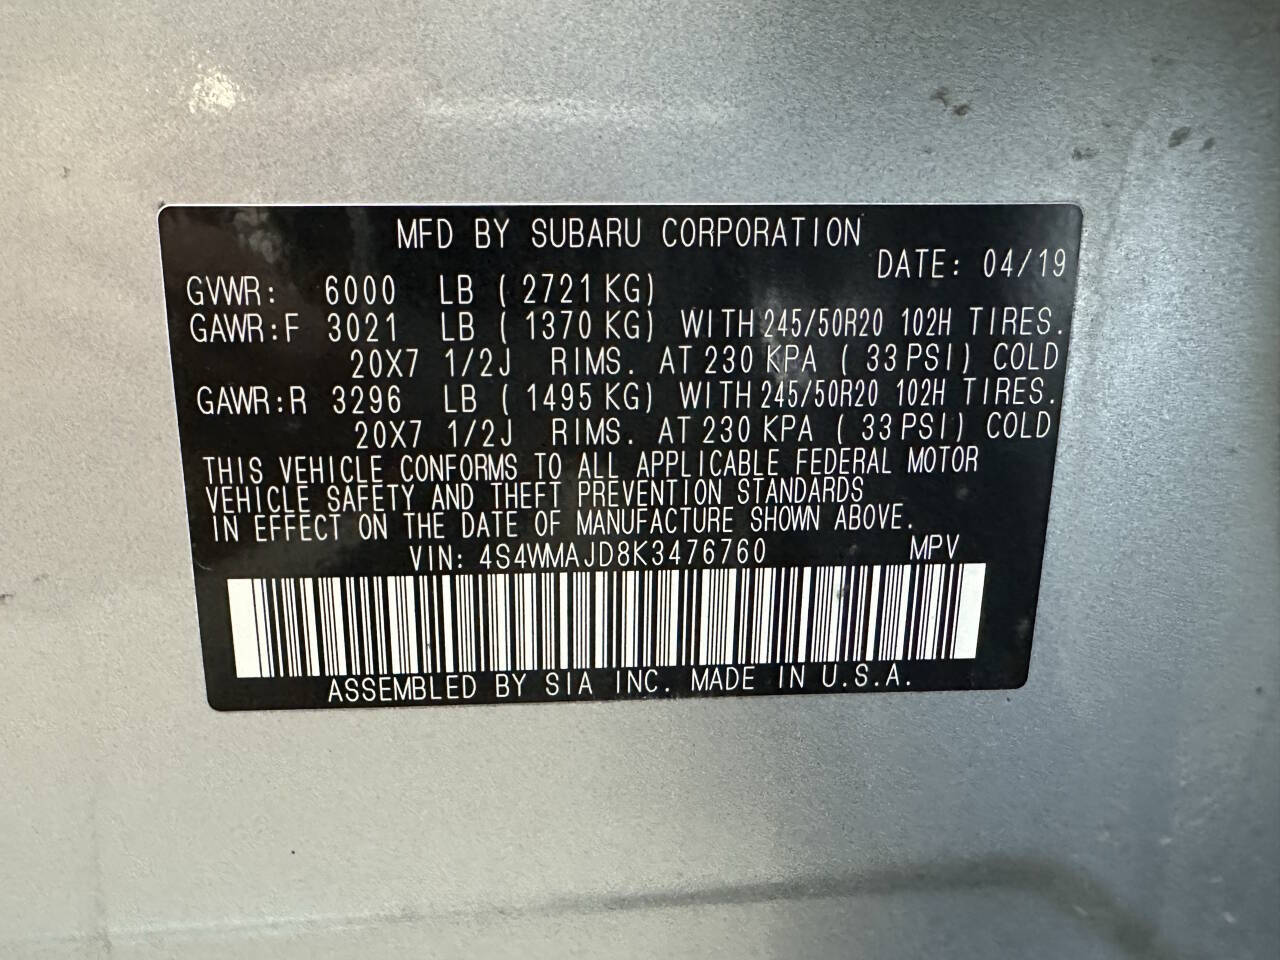 MFD BY SUBARU CORPORATION
DATE: 04/19
GVWR: 6000 LB ( 2721 KG)
GAWR:F 3021 LB ( 1370 KG) WITH 245/50R20 102H TIRES.
20X7 1/2J RIMS. AT 230 KPA ( 33 PSI) COLD
GAWR:R 3296 LB ( 1495 KG) WITH 245/50R20 102H TIRES.
20X7 1/2J RIMS. AT 230 KPA ( 33 PSI) COLD
THIS VEHICLE CONFORMS TO ALL APPLICABLE FEDERAL MOTOR
VEHICLE SAFETY AND THEFT PREVENTION STANDARDS
IN EFFECT ON THE DATE OF MANUFACTURE SHOWN ABOVE.
VIN: 4S4WMAJD8K3476760 MPV
ASSEMBLED BY SIA INC. MADE IN U.S.A.